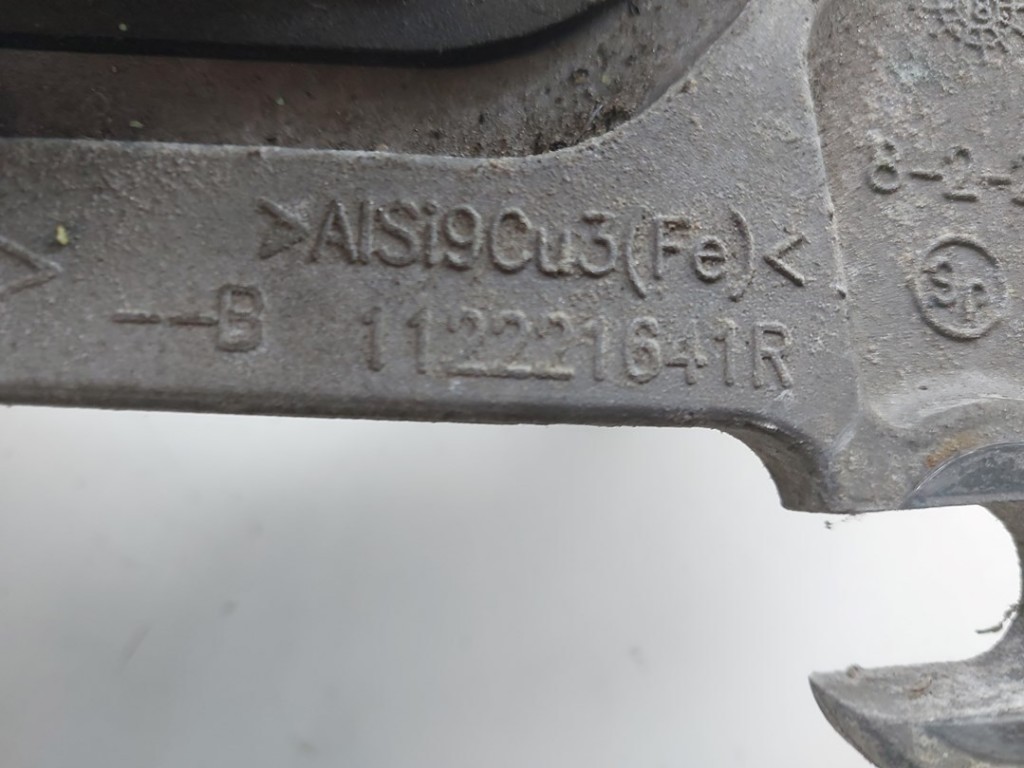 >AlSi9Cu3(Fe)<
--B 112221641R
8-2-